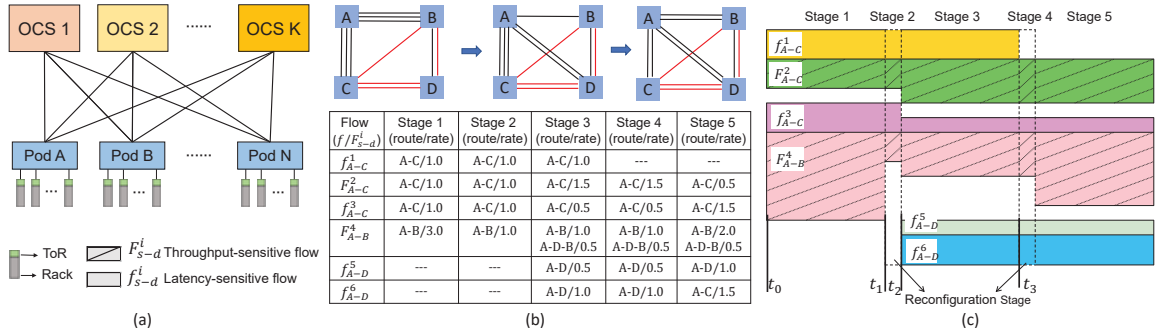 (a)
OCS 1
OCS 2
......
OCS K
Pod A
Pod B
......
Pod N
...
...
...
......
ToR
Rack
F^i_{s-d} Throughput-sensitive flow
f^i_{s-d} Latency-sensitive flow
(a)
(b)
A
B
C
D
A
B
C
D
A
B
C
D
Flow (f/F^i_{s-d}) Stage 1 (route/rate) Stage 2 (route/rate) Stage 3 (route/rate) Stage 4 (route/rate) Stage 5 (route/rate)
f^1_{A-C} A-C/1.0 A-C/1.0 A-C/1.0 --- ---
F^2_{A-C} A-C/1.0 A-C/1.0 A-C/1.5 A-C/1.5 A-C/0.5
f^3_{A-C} A-C/1.0 A-C/1.0 A-C/0.5 A-C/0.5 A-C/1.5
F^4_{A-B} A-B/3.0 A-B/1.0 A-B/1.0 A-D-B/0.5 A-B/1.0 A-D-B/0.5 A-B/2.0 A-D-B/0.5
f^5_{A-D} --- --- A-D/0.5 A-D/0.5 A-D/1.0
f^6_{A-D} --- --- A-D/1.0 A-D/1.0 A-C/1.5
(b)
Stage 1 Stage 2 Stage 3 Stage 4 Stage 5
f^1_{A-C}
F^2_{A-C}
f^3_{A-C}
F^4_{A-B}
f^5_{A-D}
f^6_{A-D}
t_0
t_1
t_2
t_3
Reconfiguration Stage
(c)